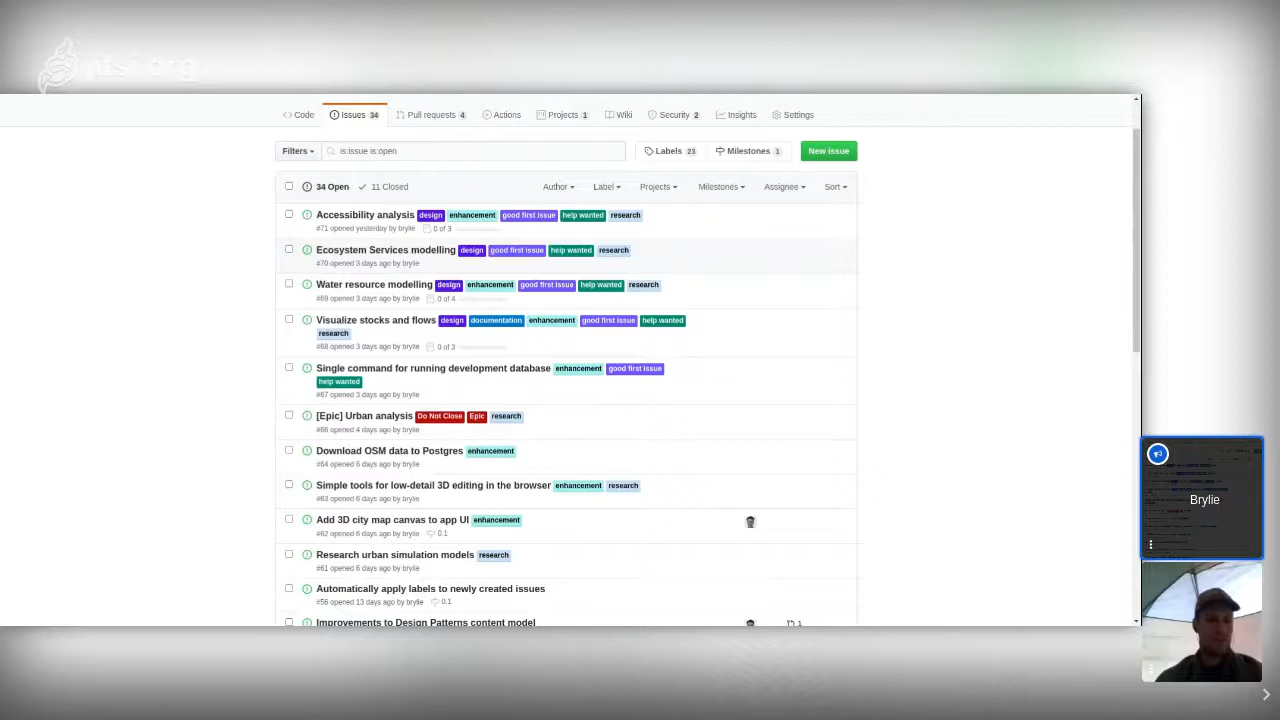 Code Issues 34 Pull requests 4 Actions Projects 1 Wiki Security 2 Insights Settings
Filters is:issue is:open Labels 23 Milestones 1 New issue
34 Open 11 Closed Author Label Projects Milestones Assignee Sort
Accessibility analysis design enhancement good first issue help wanted research
#71 opened yesterday by brylie 0 of 3
Ecosystem Services modelling design good first issue help wanted research
#70 opened 3 days ago by brylie
Water resource modelling design enhancement good first issue help wanted research
#69 opened 3 days ago by brylie 0 of 4
Visualize stocks and flows design documentation enhancement good first issue help wanted
research
#68 opened 3 days ago by brylie 0 of 3
Single command for running development database enhancement good first issue
help wanted
#67 opened 3 days ago by brylie
[Epic] Urban analysis Do Not Close Epic research
#66 opened 4 days ago by brylie
Download OSM data to Postgres enhancement
#64 opened 6 days ago by brylie
Simple tools for low-detail 3D editing in the browser enhancement research
#63 opened 6 days ago by brylie
Add 3D city map canvas to app UI enhancement
#62 opened 6 days ago by brylie 0.1
Research urban simulation models research
#61 opened 6 days ago by brylie
Automatically apply labels to newly created issues
#56 opened 13 days ago by brylie 0.1
Improvements to Design Patterns content model 1
Brylie